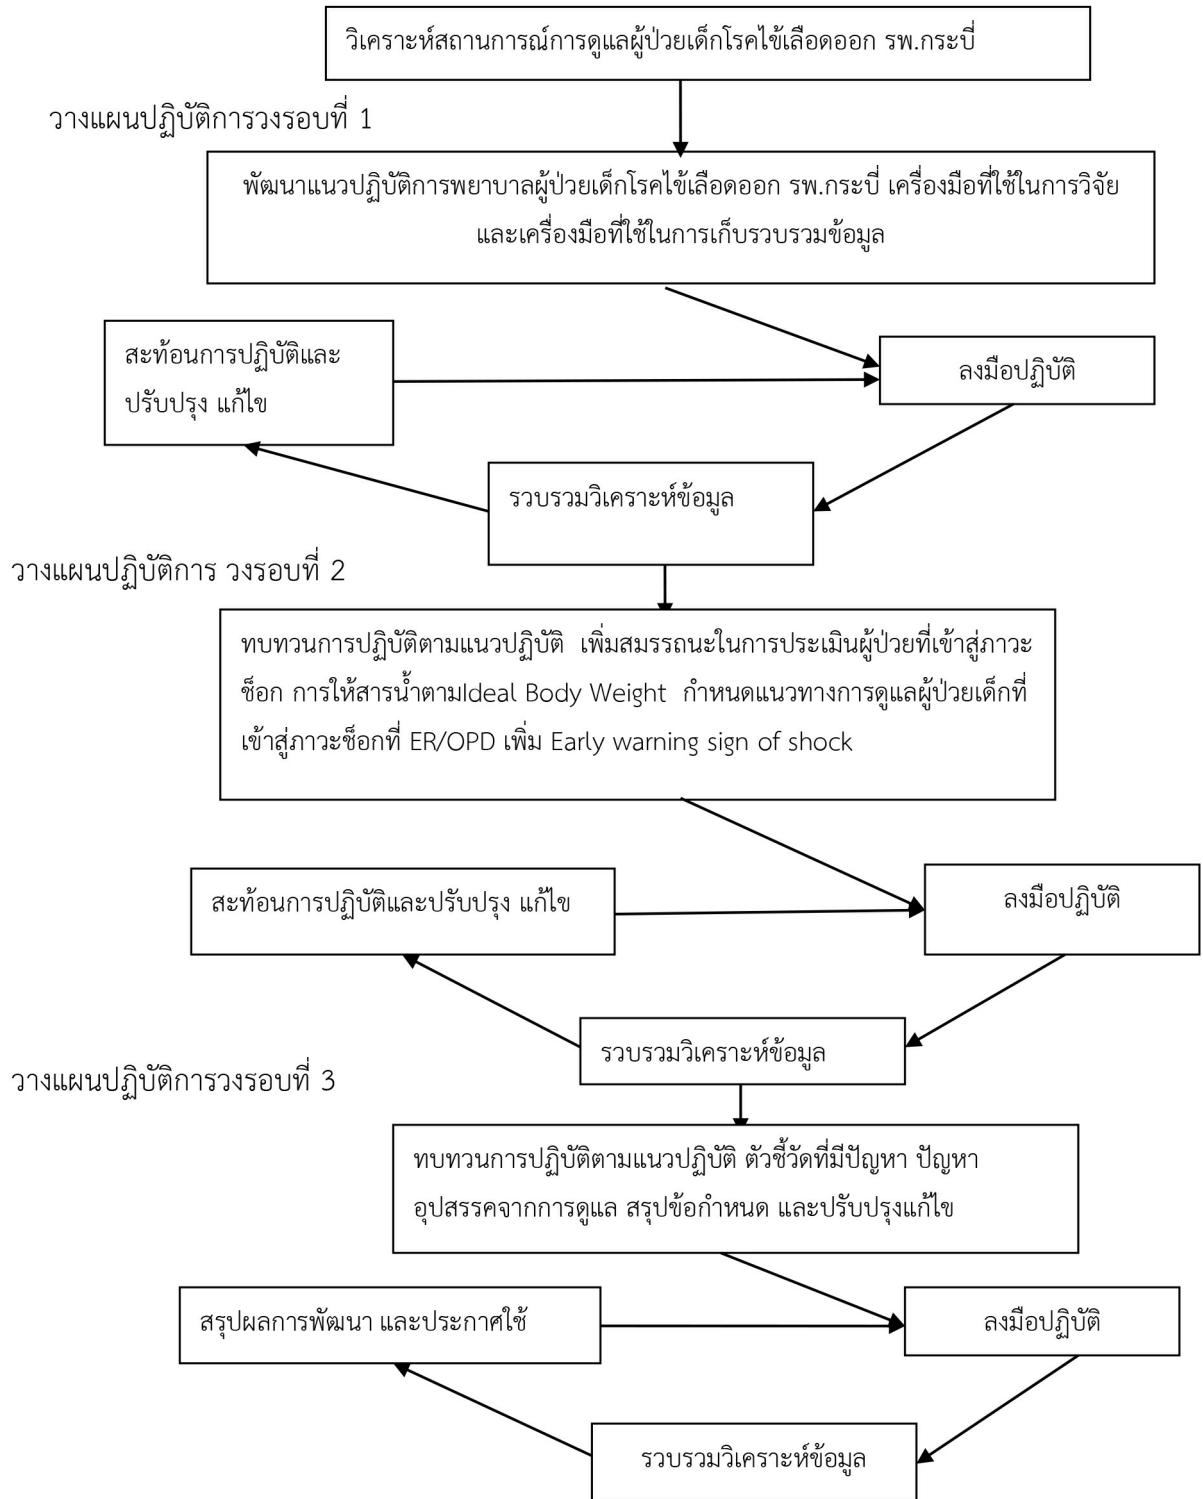 วิเคราะห์สถานการณ์การดูแลผู้ป่วยเด็กโรคไข้เลือดออก รพ.กระบี่
วางแผนปฏิบัติการวงรอบที่ 1
พัฒนาแนวปฏิบัติการพยาบาลผู้ป่วยเด็กโรคไข้เลือดออก รพ.กระบี่ เครื่องมือที่ใช้ในการวิจัย
และเครื่องมือที่ใช้ในการเก็บรวบรวมข้อมูล
สะท้อนการปฏิบัติและ
ปรับปรุง แก้ไข
ลงมือปฏิบัติ
รวบรวมวิเคราะห์ข้อมูล
วางแผนปฏิบัติการ วงรอบที่ 2
ทบทวนการปฏิบัติตามแนวปฏิบัติ เพิ่มสมรรถนะในการประเมินผู้ป่วยที่เข้าสู่ภาวะ
ช็อก การให้สารน้ำตามIdeal Body Weight กำหนดแนวทางการดูแลผู้ป่วยเด็กที่
เข้าสู่ภาวะช็อกที่ ER/OPD เพิ่ม Early warning sign of shock
สะท้อนการปฏิบัติและปรับปรุง แก้ไข
ลงมือปฏิบัติ
รวบรวมวิเคราะห์ข้อมูล
วางแผนปฏิบัติการวงรอบที่ 3
ทบทวนการปฏิบัติตามแนวปฏิบัติ ตัวชี้วัดที่มีปัญหา ปัญหา
อุปสรรคจากการดูแล สรุปข้อกำหนด และปรับปรุงแก้ไข
สรุปผลการพัฒนา และประกาศใช้
ลงมือปฏิบัติ
รวบรวมวิเคราะห์ข้อมูล